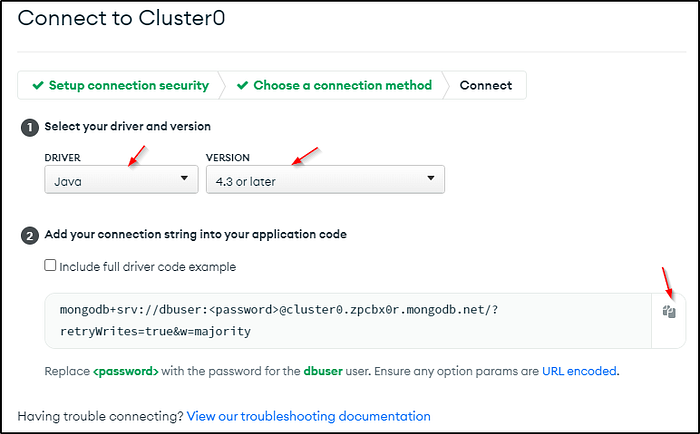 Connect to Cluster0
✔ Setup connection security ✔ Choose a connection method Connect
1 Select your driver and version
DRIVER VERSION
Java 4.3 or later
2 Add your connection string into your application code
Include full driver code example
mongodb+srv://dbuser:<password>@cluster0.zpcbx0r.mongodb.net/?
retryWrites=true&w=majority
Replace <password> with the password for the dbuser user. Ensure any option params are URL encoded.
Having trouble connecting? View our troubleshooting documentation